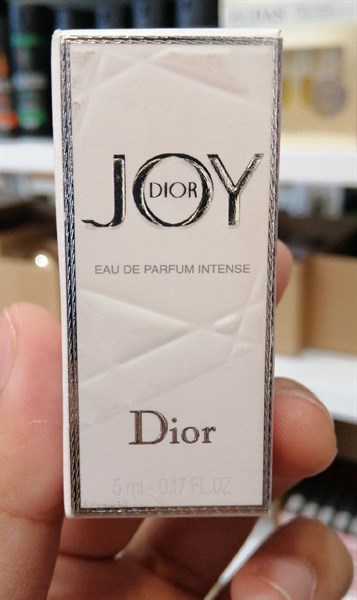 JOY
DIOR
EAU DE PARFUM INTENSE
Dior
5 ml - 0.17 FL.OZ